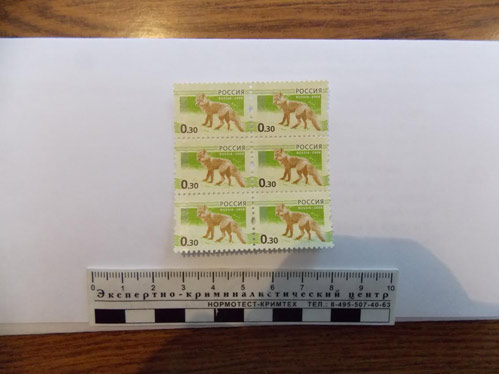 РОССИЯ РОССИЯ
0.30 0.30
РОССИЯ РОССИЯ
0.30 0.30
РОССИЯ РОССИЯ
0.30 0.30
0 1 2 3 4 5 6 7 8 9 10
Экспертно-криминалистический центр
НОРМОТЕСТ-КРИМТЕХ ТЕЛ.: 8-495-507-40-63